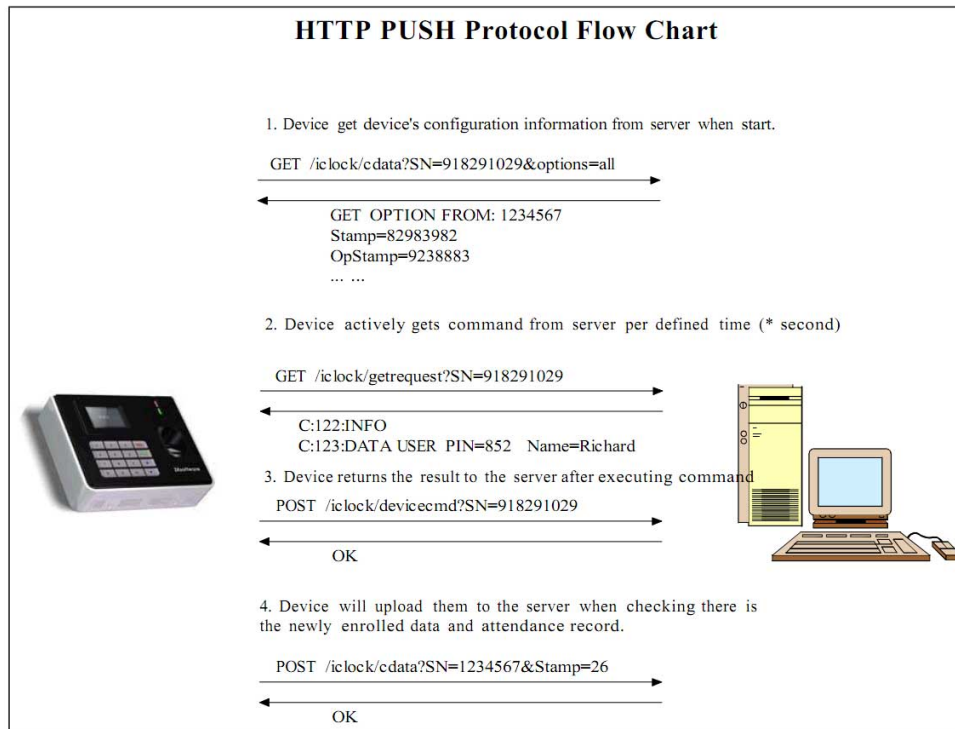 HTTP PUSH Protocol Flow Chart
1. Device get device's configuration information from server when start.
GET /iclock/cdata?SN=918291029&options=all
GET OPTION FROM: 1234567
Stamp=82983982
OpStamp=9238883
... ...
2. Device actively gets command from server per defined time (* second)
GET /iclock/getrequest?SN=918291029
C:122:INFO
C:123:DATA USER PIN=852 Name=Richard
3. Device returns the result to the server after executing command
POST /iclock/devicecmd?SN=918291029
OK
4. Device will upload them to the server when checking there is
the newly enrolled data and attendance record.
POST /iclock/cdata?SN=1234567&Stamp=26
OK